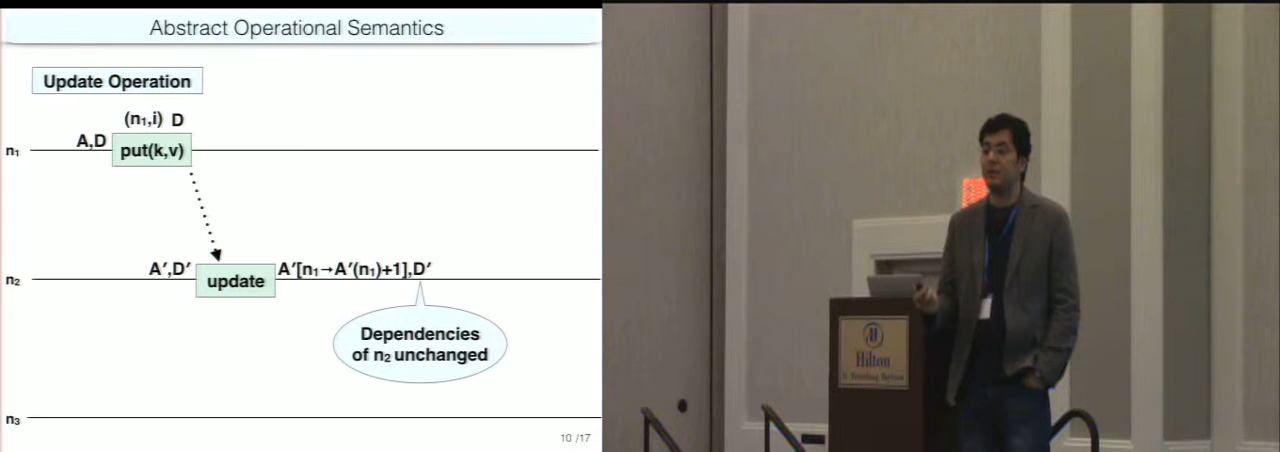 Abstract Operational Semantics
Update Operation
(n₁,i) D
A,D
put(k,v)
n₁
A′,D′
update
A′[n₁→A′(n₁)+1],D′
n₂
Dependencies
of n₂ unchanged
n₃
10 /17
Hilton